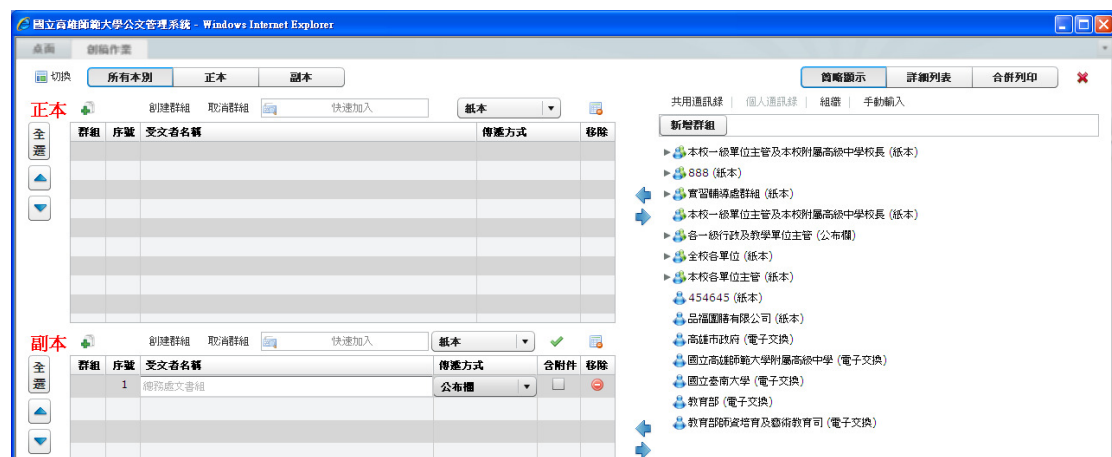 國立高雄師範大學公文管理系統 - Windows Internet Explorer
桌面 創稿作業
切換 所有本別 正本 副本 簡略顯示 詳細列表 合併列印
正本 創建群組 取消群組 快速加入 紙本
共用通訊錄 | 個人通訊錄 | 組織 | 手動輸入
新增群組
全選 群組 序號 受文者名稱 傳遞方式 移除
本校一級單位主管及本校附屬高級中學校長 (紙本)
888 (紙本)
實習輔導處群組 (紙本)
本校一級單位主管及本校附屬高級中學校長 (紙本)
各一級行政及教學單位主管 (公布欄)
全校各單位 (紙本)
本校各單位主管 (紙本)
454645 (紙本)
品福團膳有限公司 (紙本)
高雄市政府 (電子交換)
國立高雄師範大學附屬高級中學 (電子交換)
國立臺南大學 (電子交換)
教育部 (電子交換)
教育部師資培育及藝術教育司 (電子交換)
副本 創建群組 取消群組 快速加入 紙本
全選 群組 序號 受文者名稱 傳遞方式 含附件 移除
1 總務處文書組 公布欄